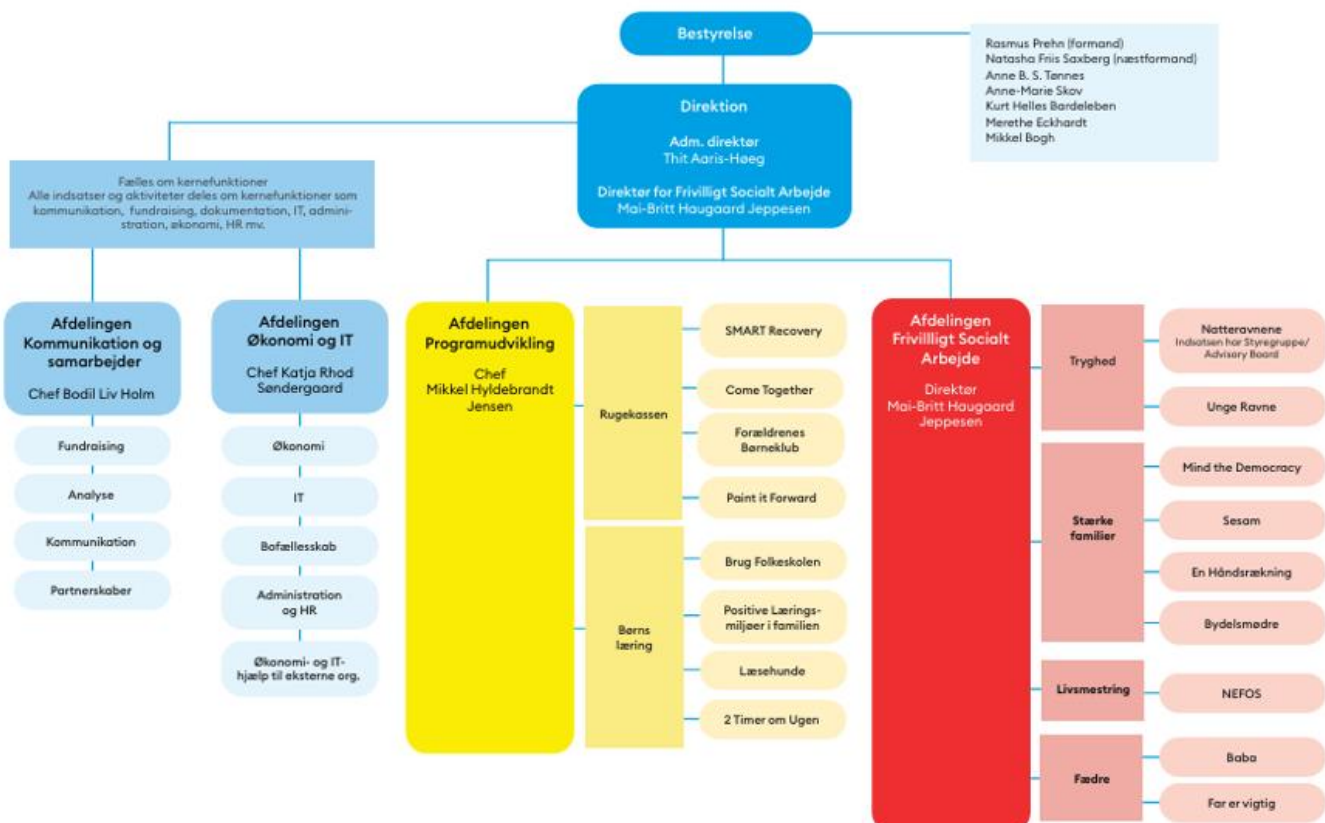 Bestyrelse
Rasmus Prehn (formand)
Natasha Friis Saxberg (næstformand)
Anne B. S. Tønnes
Anne-Marie Skov
Kurt Helles Bardeleben
Merethe Eckhardt
Mikkel Bogh
Direktion
Adm. direktør
Thit Aaris-Høeg
Direktør for Frivilligt Socialt Arbejde
Mai-Britt Haugaard Jeppesen
Fælles om kernefunktioner
Alle indsatser og aktiviteter deles om kernefunktioner som
kommunikation, fundraising, dokumentation, IT, admini-
stration, økonomi, HR mv.
Afdelingen
Kommunikation og
samarbejder
Chef Bodil Liv Holm
Fundraising
Analyse
Kommunikation
Partnerskaber
Afdelingen
Økonomi og IT
Chef Katja Rhod
Søndergaard
Økonomi
IT
Bofællesskab
Administration
og HR
Økonomi- og IT-
hjælp til eksterne org.
Afdelingen
Programudvikling
Chef
Mikkel Hyldebrandt
Jensen
Rugekassen
SMART Recovery
Come Together
Forældrenes
Børneklub
Paint it Forward
Børns
læring
Brug Folkeskolen
Positive Lærings-
miljøer i familien
Læsehunde
2 Timer om Ugen
Afdelingen
Frivillligt Socialt
Arbejde
Direktør
Mai-Britt Haugaard
Jeppesen
Tryghed
Natteravnene
Indsatsen har Styregruppe/
Advisory Board
Unge Ravne
Stærke
familier
Mind the Democracy
Sesam
En Håndsrækning
Bydelsmødre
Livsmestring
NEFOS
Fædre
Baba
Far er vigtig